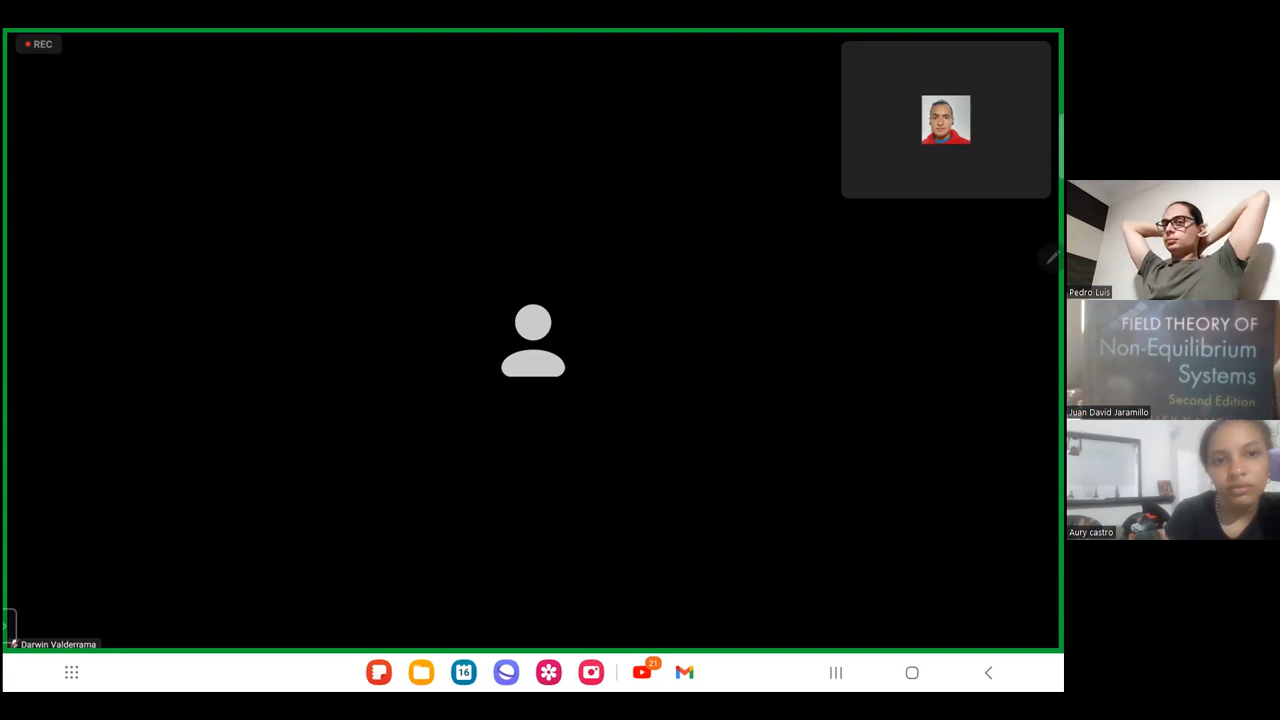 REC
Pedro Luis
FIELD THEORY OF
Non-Equilibrium
Systems
Second Edition
Juan David Jaramillo
Aury castro
Darwin Valderrama
16
21